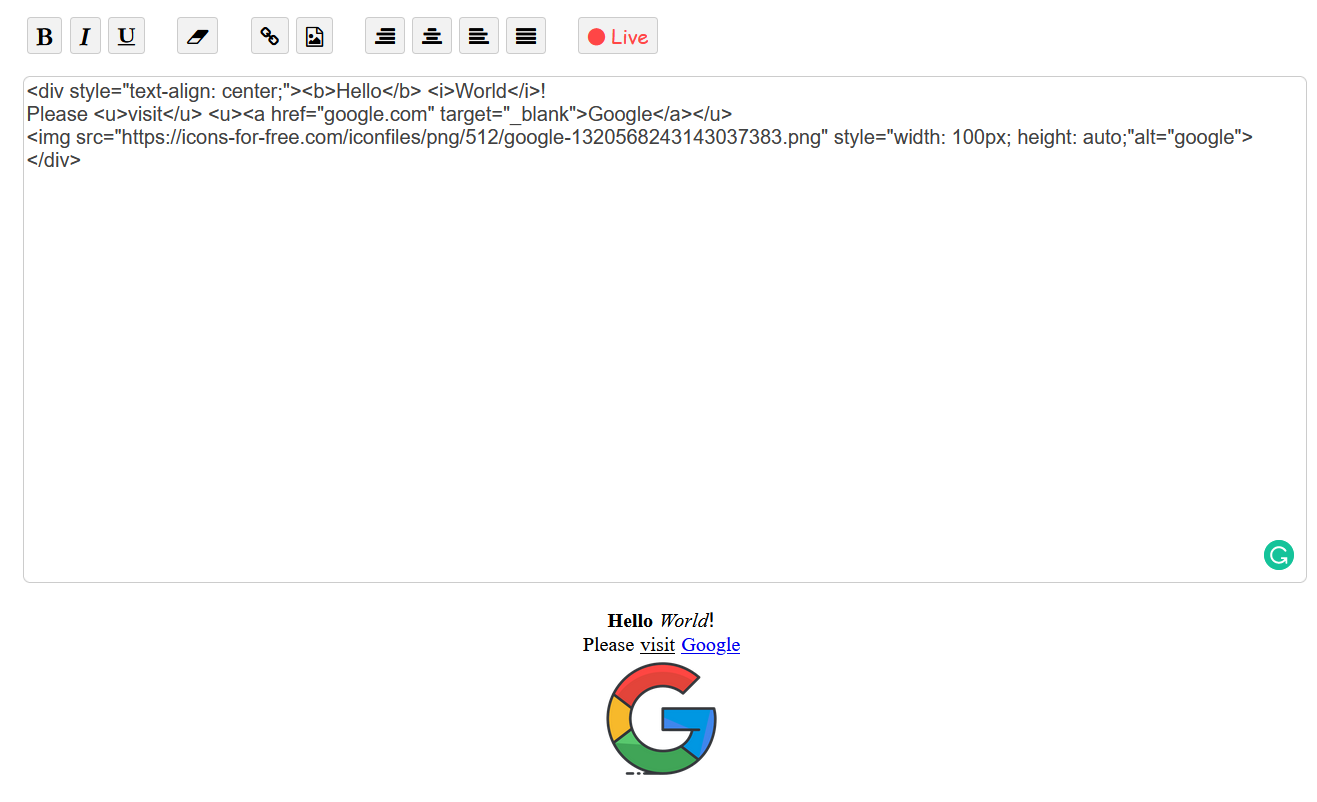 B I U Live
<div style="text-align: center;"><b>Hello</b> <i>World</i>!
Please <u>visit</u> <u><a href="google.com" target="_blank">Google</a></u>
<img src="https://icons-for-free.com/iconfiles/png/512/google-1320568243143037383.png" style="width: 100px; height: auto;"alt="google">
</div>
Hello World!
Please visit Google